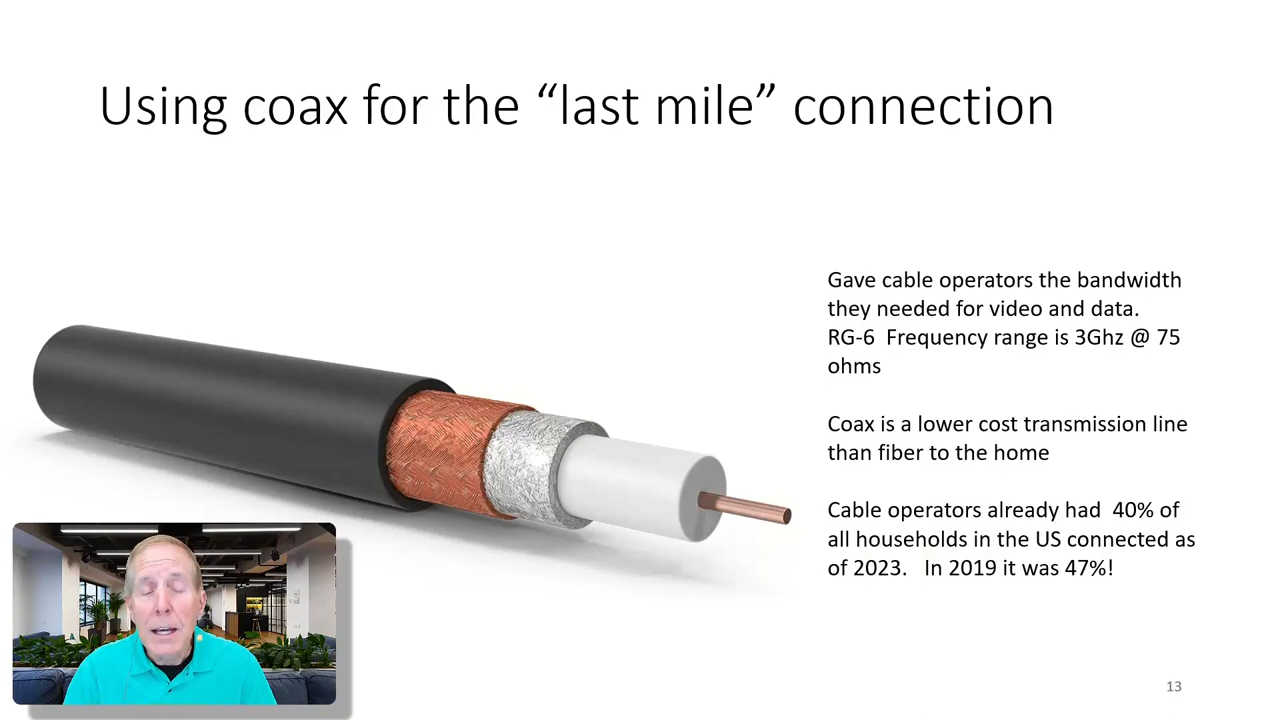 Using coax for the “last mile” connection
Gave cable operators the bandwidth
they needed for video and data.
RG-6  Frequency range is 3Ghz @ 75
ohms
Coax is a lower cost transmission line
than fiber to the home
Cable operators already had  40% of
all households in the US connected as
of 2023.   In 2019 it was 47%!
13